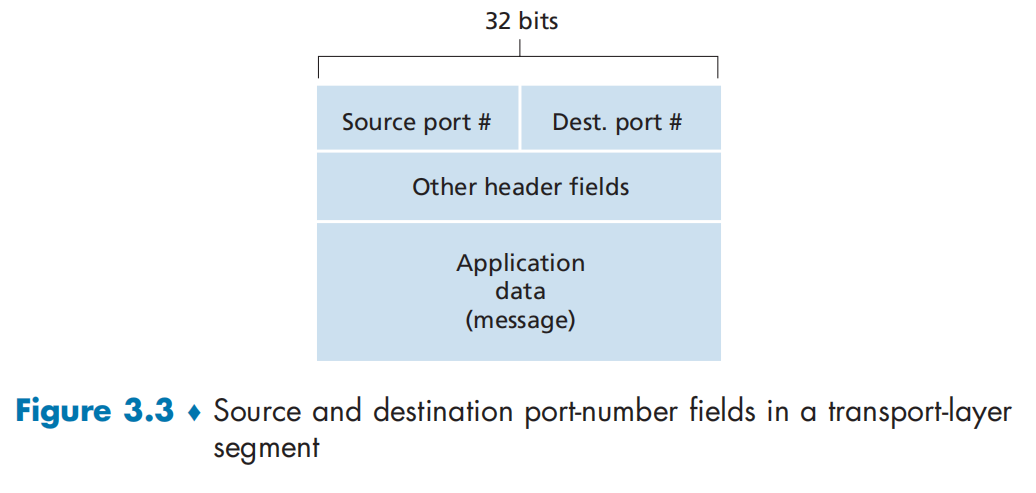 32 bits
Source port # Dest. port #
Other header fields
Application
data
(message)
Figure 3.3 ♦ Source and destination port-number fields in a transport-layer
segment